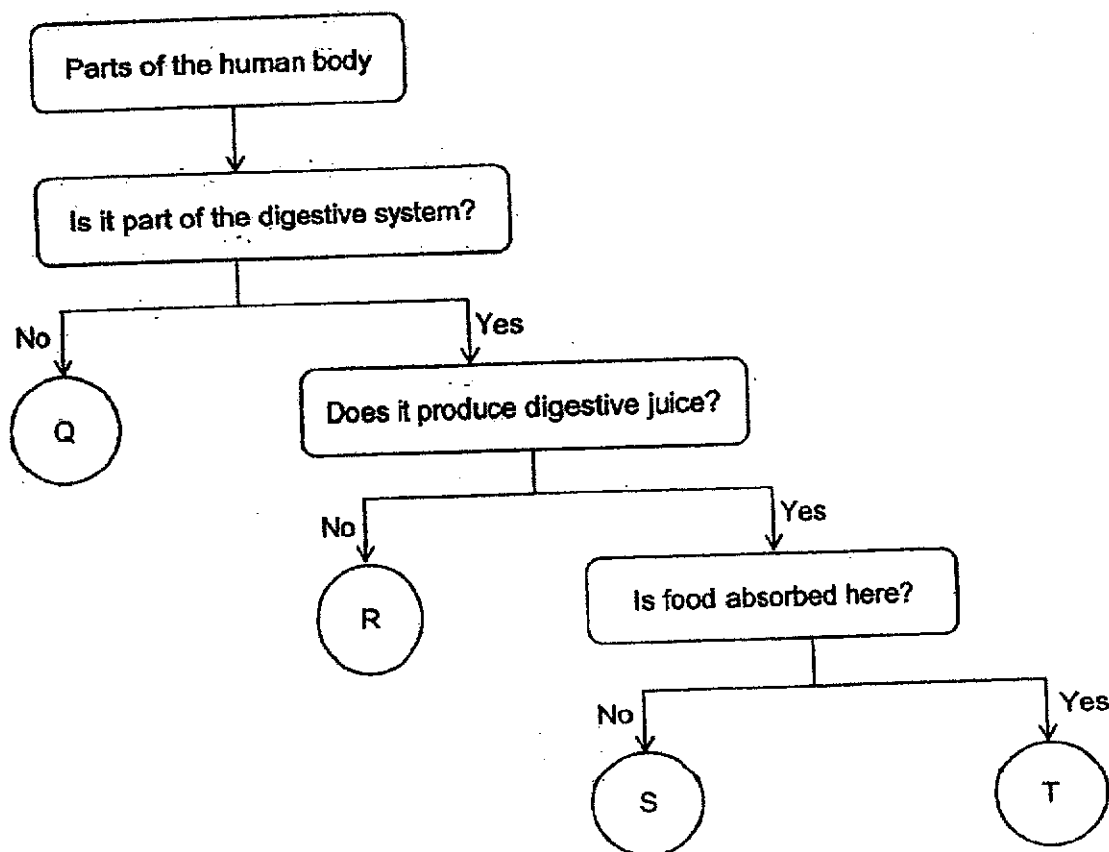 Parts of the human body
Is it part of the digestive system?
No
Yes
Q
Does it produce digestive juice?
No
Yes
R
Is food absorbed here?
No
Yes
S
T